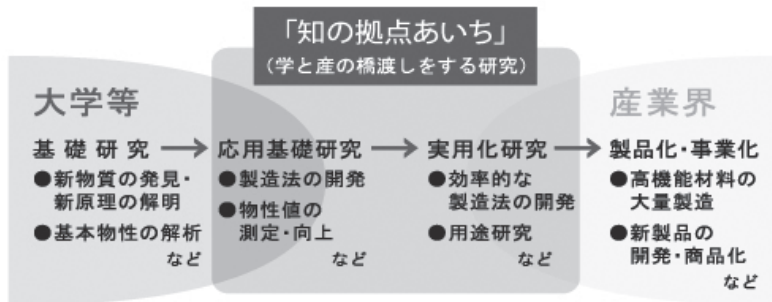 「知の拠点あいち」
(学と産の橋渡しをする研究)
大学等
産業界
基礎研究 → 応用基礎研究 → 実用化研究 → 製品化・事業化
●新物質の発見・
新原理の解明
●基本物性の解析
など
●製造法の開発
●物性値の
測定・向上
など
●効率的な
製造法の開発
●用途研究
など
●高機能材料の
大量製造
●新製品の
開発・商品化
など